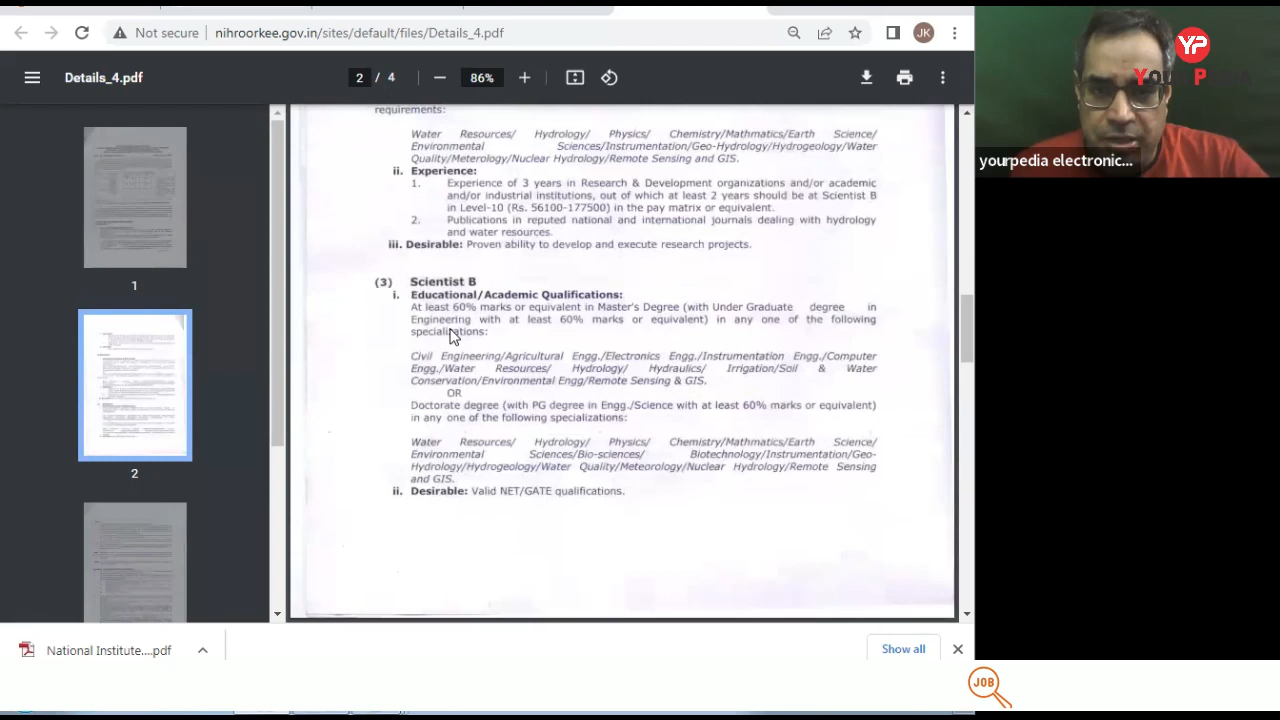 Not secure
nihroorkee.gov.in/sites/default/files/Details_4.pdf
JK
Details_4.pdf
2 / 4
86%
YP
yourpedia electronic...
requirements:
Water Resources/ Hydrology/ Physics/ Chemistry/Mathmatics/Earth Science/
Environmental Sciences/Instrumentation/Geo-Hydrology/Hydrogeology/Water
Quality/Meterology/Nuclear Hydrology/Remote Sensing and GIS.
ii. Experience:
1. Experience of 3 years in Research & Development organizations and/or academic
and/or industrial institutions, out of which at least 2 years should be at Scientist B
in Level-10 (Rs. 56100-177500) in the pay matrix or equivalent.
2. Publications in reputed national and international journals dealing with hydrology
and water resources.
iii. Desirable: Proven ability to develop and execute research projects.
(3) Scientist B
i. Educational/Academic Qualifications:
At least 60% marks or equivalent in Master's Degree (with Under Graduate degree in
Engineering with at least 60% marks or equivalent) in any one of the following
specializations:
Civil Engineering/Agricultural Engg./Electronics Engg./Instrumentation Engg./Computer
Engg./Water Resources/ Hydrology/ Hydraulics/ Irrigation/Soil & Water
Conservation/Environmental Engg/Remote Sensing & GIS.
OR
Doctorate degree (with PG degree in Engg./Science with at least 60% marks or equivalent)
in any one of the following specializations:
Water Resources/ Hydrology/ Physics/ Chemistry/Mathmatics/Earth Science/
Environmental Sciences/Bio-sciences/ Biotechnology/Instrumentation/Geo-
Hydrology/Hydrogeology/Water Quality/Meteorology/Nuclear Hydrology/Remote Sensing
and GIS.
ii. Desirable: Valid NET/GATE qualifications.
1
2
National Institute....pdf
Show all
JOB